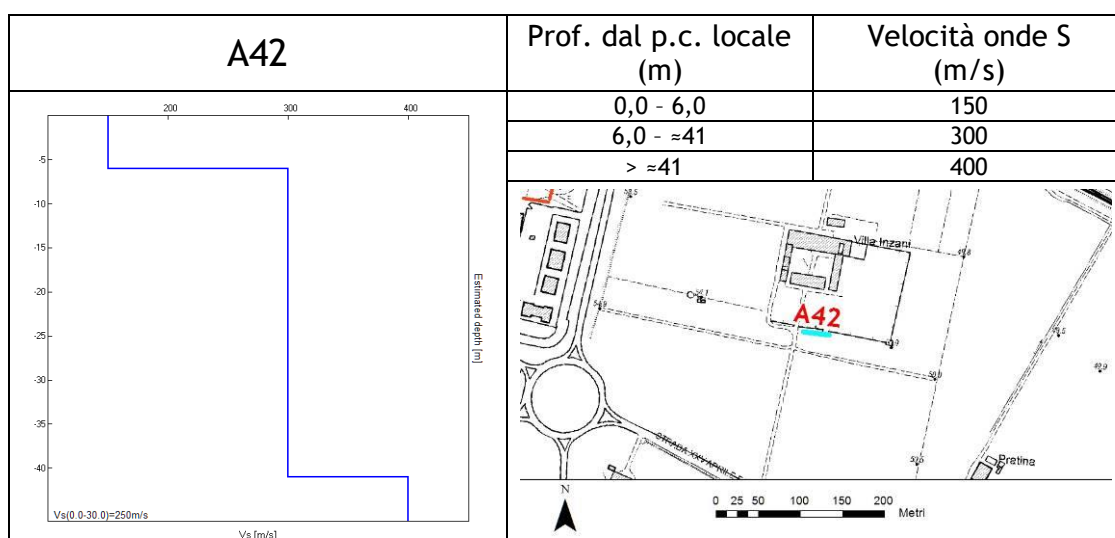 A42
Prof. dal p.c. locale
(m)
Velocità onde S
(m/s)
0,0 – 6,0
150
6,0 – ≈41
300
> ≈41
400
200
300
400
-5
-10
-15
-20
-25
-30
-35
-40
Estimated depth [m]
Vs(0.0-30.0)=250m/s
Vs [m/s]
Villa Inzani
A42
STRADA XXV APRILE
Pratina
N
0 25 50 100 150 200
Metri